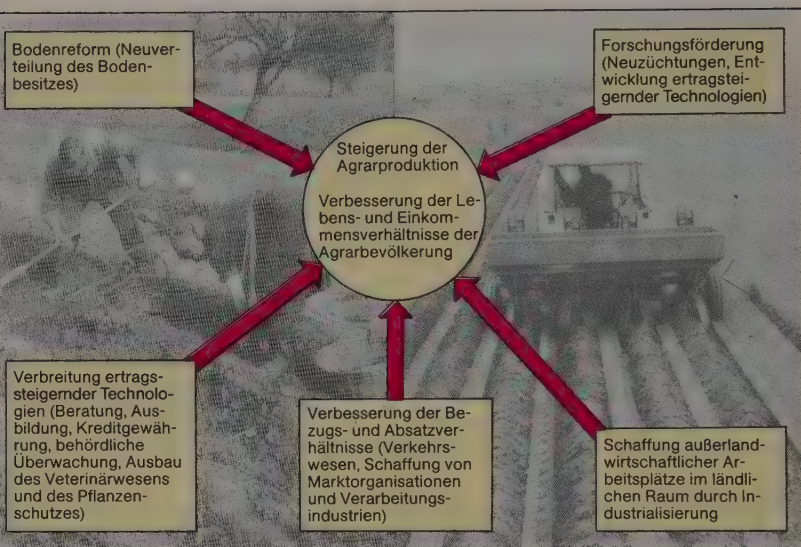 Bodenreform (Neuver-
teilung des Boden-
besitzes)
Forschungsförderung
(Neuzüchtungen, Ent-
wicklung ertragstei-
gernder Technologien)
Steigerung der
Agrarproduktion
Verbesserung der Le-
bens- und Einkom-
mensverhältnisse der
Agrarbevölkerung
Verbreitung ertrags-
steigernder Technolo-
gien (Beratung, Aus-
bildung, Kreditgewäh-
rung, behördliche
Überwachung, Ausbau
des Veterinärwesens
und des Pflanzen-
schutzes)
Verbesserung der Be-
zugs- und Absatzver-
hältnisse (Verkehrs-
wesen, Schaffung von
Marktorganisationen
und Verarbeitungs-
industrien)
Schaffung außerland-
wirtschaftlicher Ar-
beitsplätze im ländli-
chen Raum durch In-
dustrialisierung